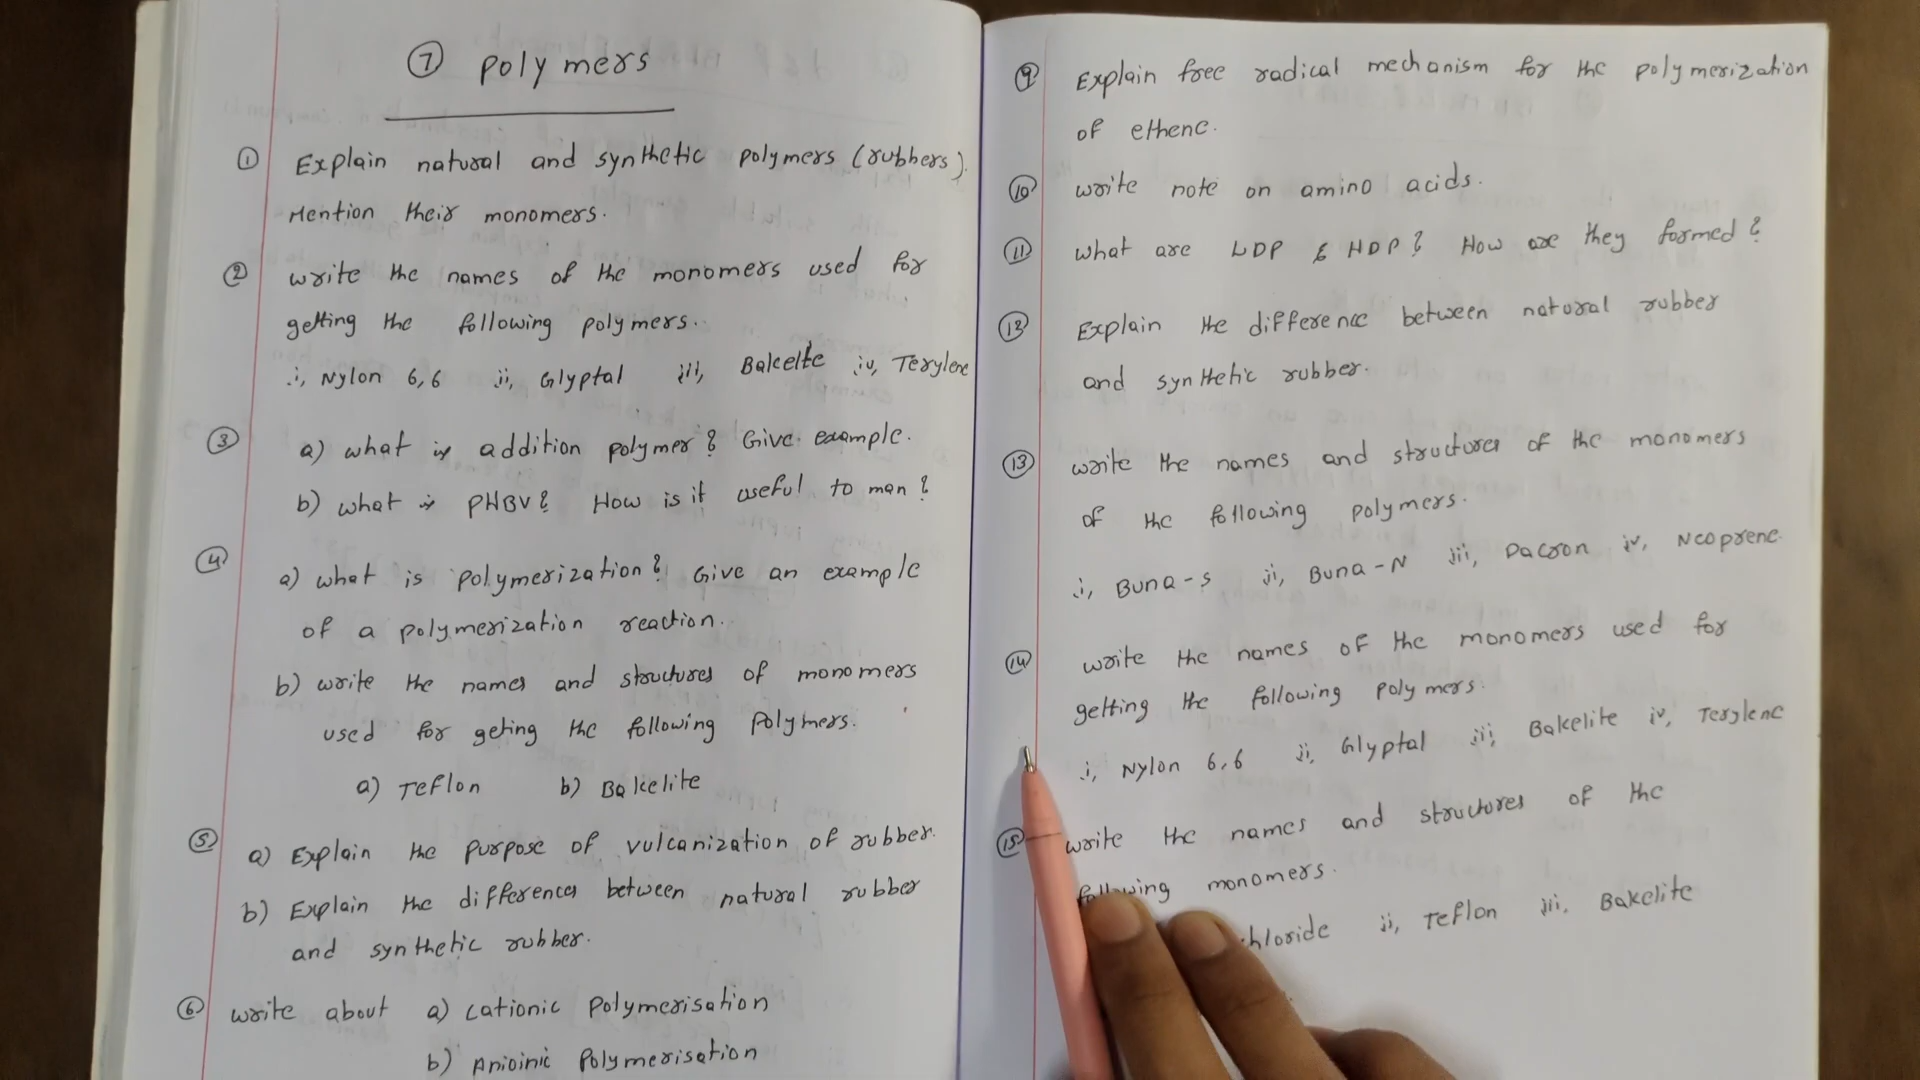 ⑦ polymers
① Explain natural and synthetic polymers (rubbers).
Mention their monomers.
② write the names of the monomers used for
getting the following polymers.
i, Nylon 6,6 ii, Glyptal iii, Bakelte iv, Terylene
③ a) what is addition polymer? Give example.
b) what is PHBV? How is it useful to man?
④ a) what is polymerization? Give an example
of a polymerization reaction.
b) write the names and structures of monomers
used for geting the following polymers.
a) Teflon b) Bakelite
⑤ a) Explain the purpose of vulcanization of rubber.
b) Explain the differences between natural rubber
and synthetic rubber.
⑥ write about a) cationic polymerisation
b) Anioinic polymerisation
⑨ Explain free radical mechanism for the polymerization
of ethene.
⑩ write note on amino acids.
⑪ what are LDP & HDP? How are they formed?
⑫ Explain the difference between natural rubber
and synthetic rubber.
⑬ write the names and structures of the monomers
of the following polymers.
i, Buna-s ii, Buna-N iii, Dacron iv, Neoprene
⑭ write the names of the monomers used for
getting the following polymers.
i, Nylon 6,6 ii, Glyptal iii, Bakelite iv, Terylene
⑮ write the names and structures of the
following monomers.
hloride ii, Teflon iii, Bakelite